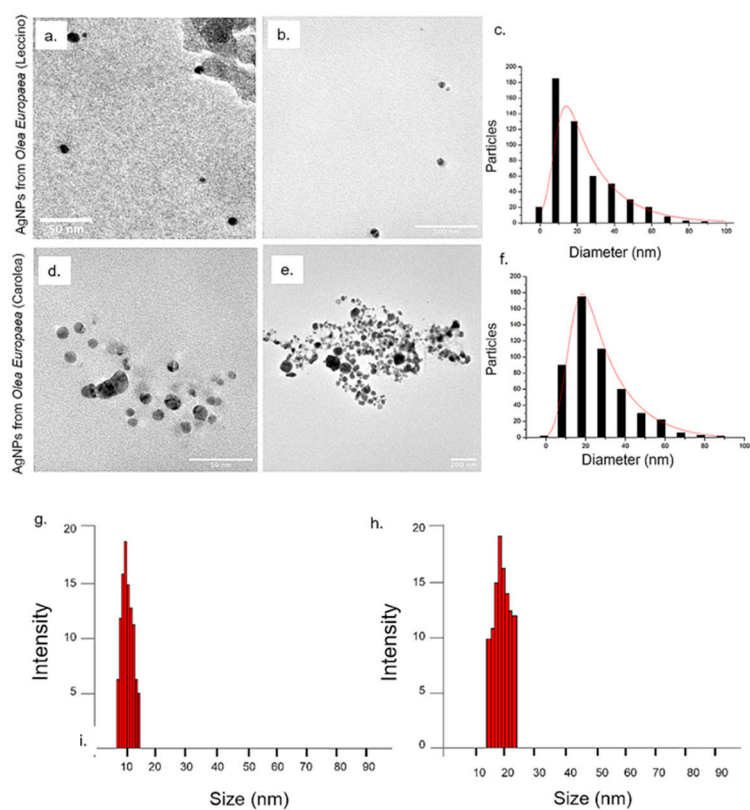 AgNPs from Olea Europaea (Leccino)
a.
50 nm
b.
100 nm
c.
Particles
200
180
160
140
120
100
80
60
40
20
0
0 20 40 60 80 100
Diameter (nm)
AgNPs from Olea Europaea (Carolea)
d.
50 nm
e.
200 nm
f.
Particles
200
180
160
140
120
100
80
60
40
20
0
0 20 40 60 80 100
Diameter (nm)
g.
Intensity
20
15
10
5
i.
10 20 30 40 50 60 70 80 90
Size (nm)
h.
Intensity
20
15
10
5
0
10 20 30 40 50 60 70 80 90
Size (nm)